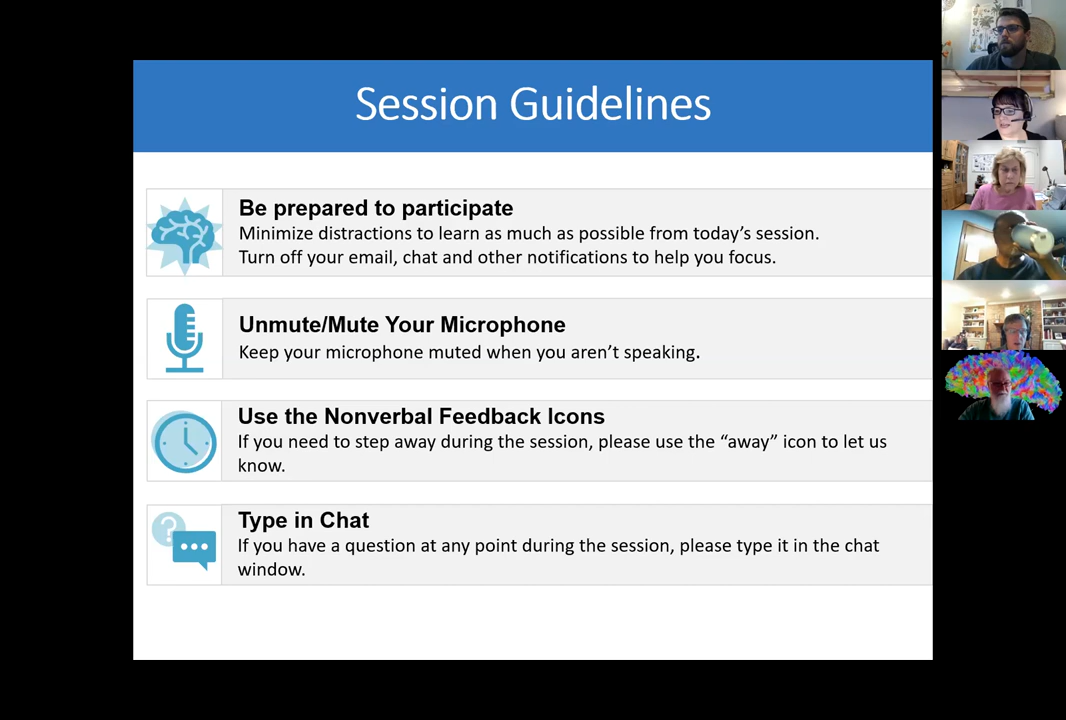 Session Guidelines
Be prepared to participate
Minimize distractions to learn as much as possible from today’s session.
Turn off your email, chat and other notifications to help you focus.
Unmute/Mute Your Microphone
Keep your microphone muted when you aren’t speaking.
Use the Nonverbal Feedback Icons
If you need to step away during the session, please use the “away” icon to let us
know.
?
Type in Chat
If you have a question at any point during the session, please type it in the chat
window.